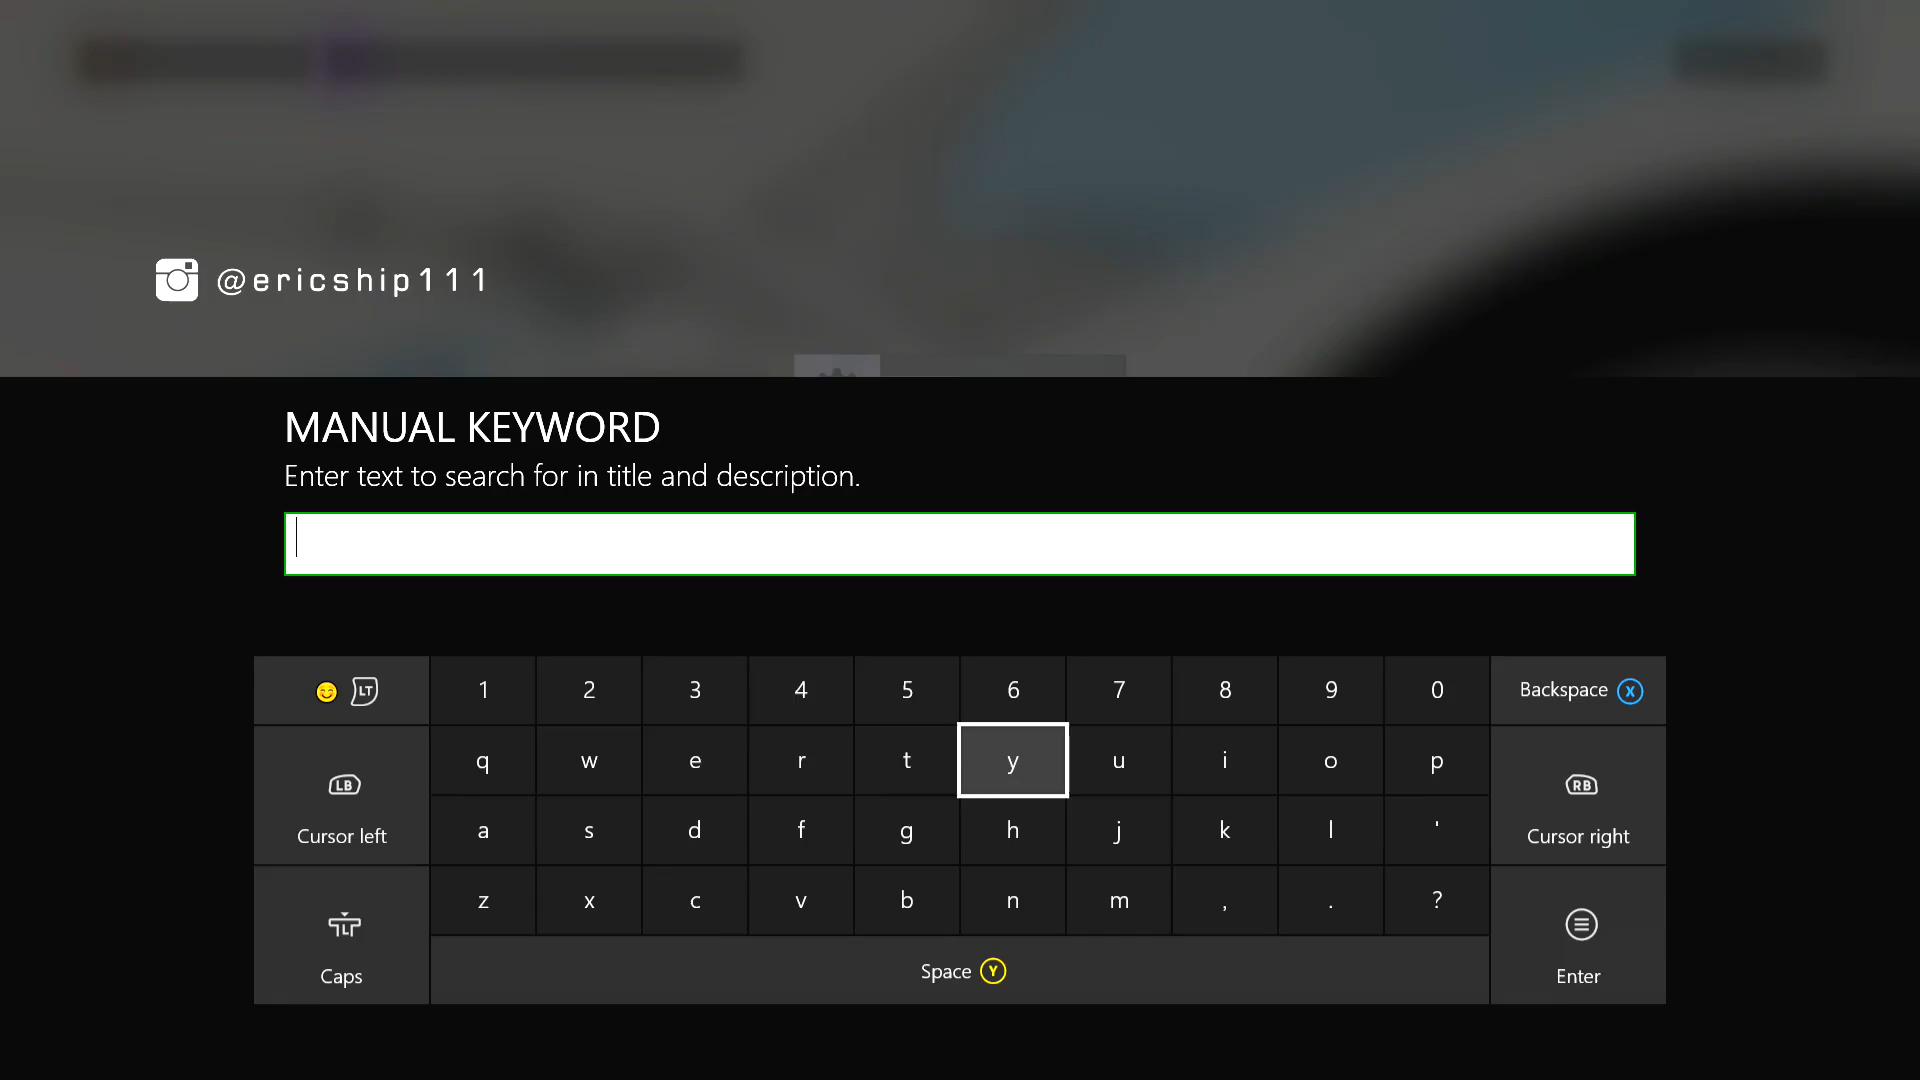 @ericship111
MANUAL KEYWORD
Enter text to search for in title and description.
LT 1 2 3 4 5 6 7 8 9 0 Backspace X
q w e r t y u i o p
LB RB
Cursor left Cursor right
a s d f g h j k l '
z x c v b n m , . ?
L
Caps Enter
Space Y